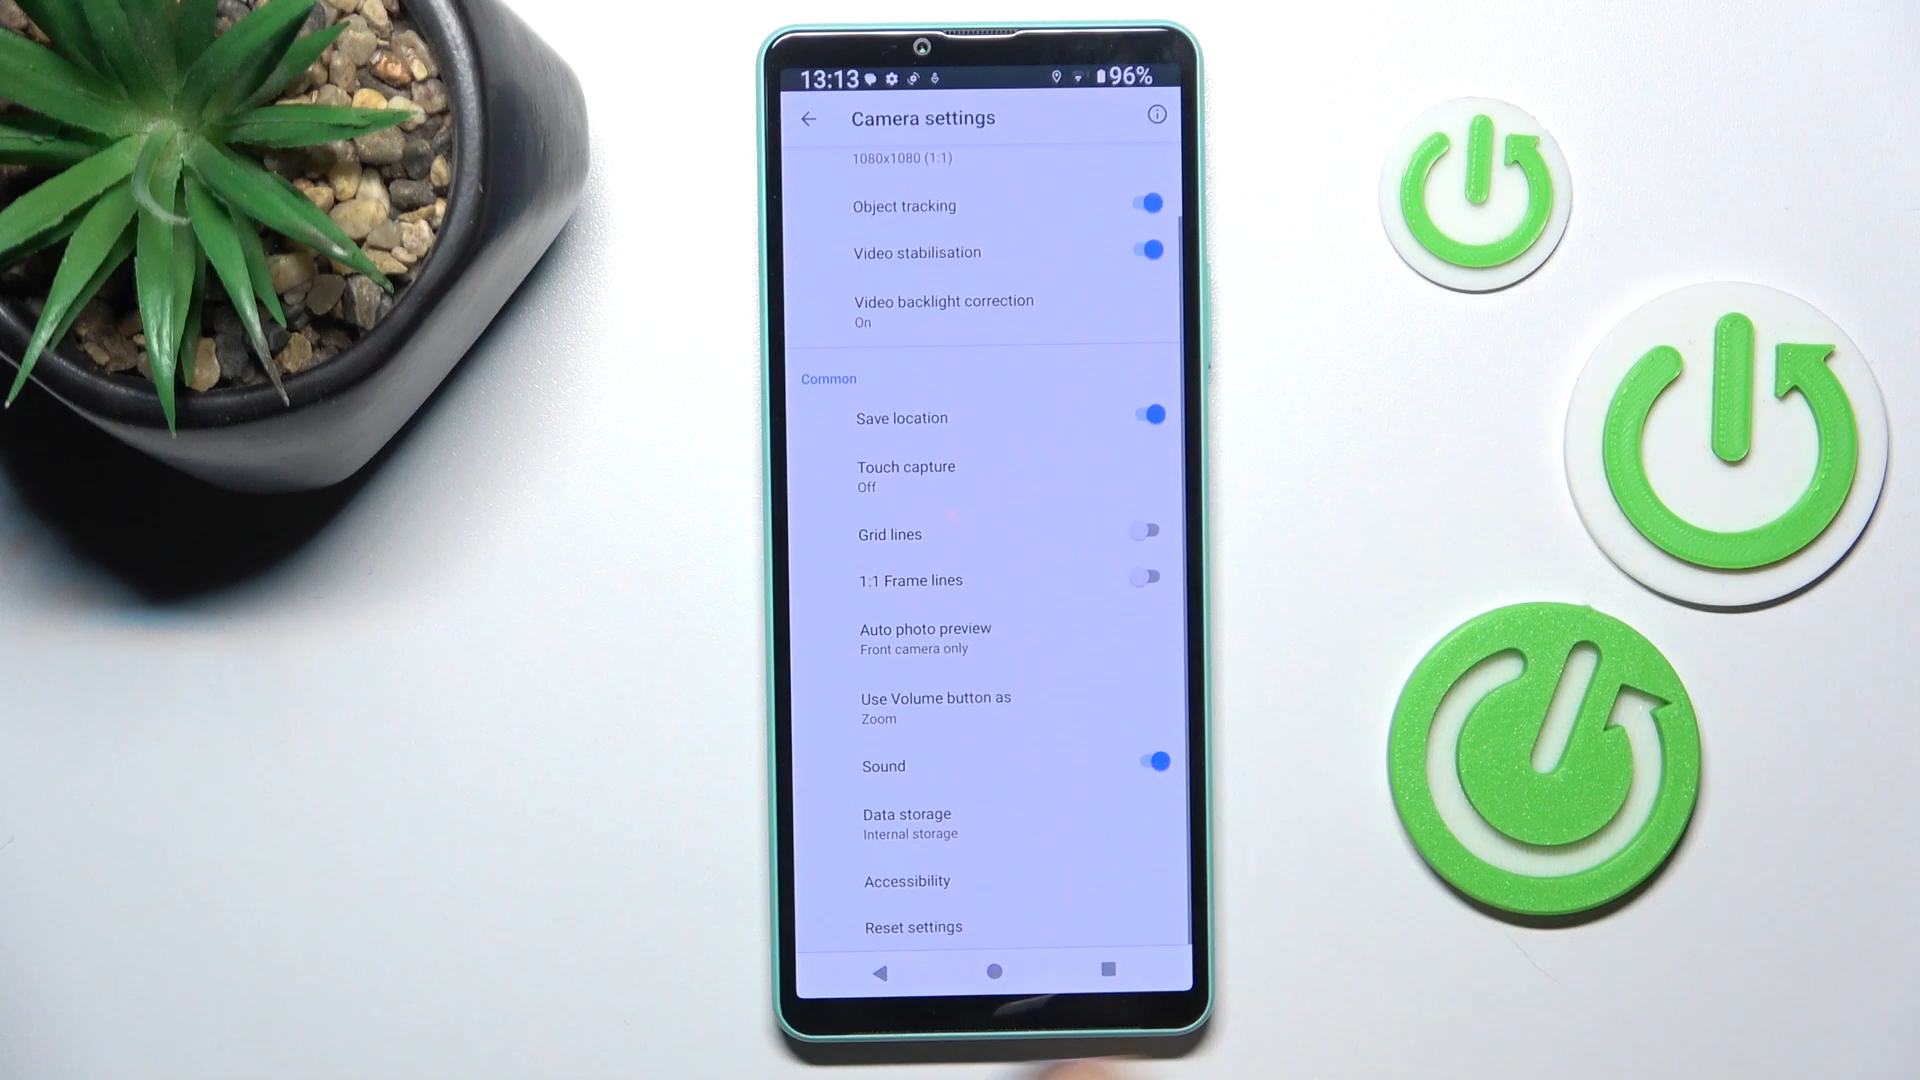 13:13 96%
Camera settings
1080x1080 (1:1)
Object tracking
Video stabilisation
Video backlight correction
On
Common
Save location
Touch capture
Off
Grid lines
1:1 Frame lines
Auto photo preview
Front camera only
Use Volume button as
Zoom
Sound
Data storage
Internal storage
Accessibility
Reset settings